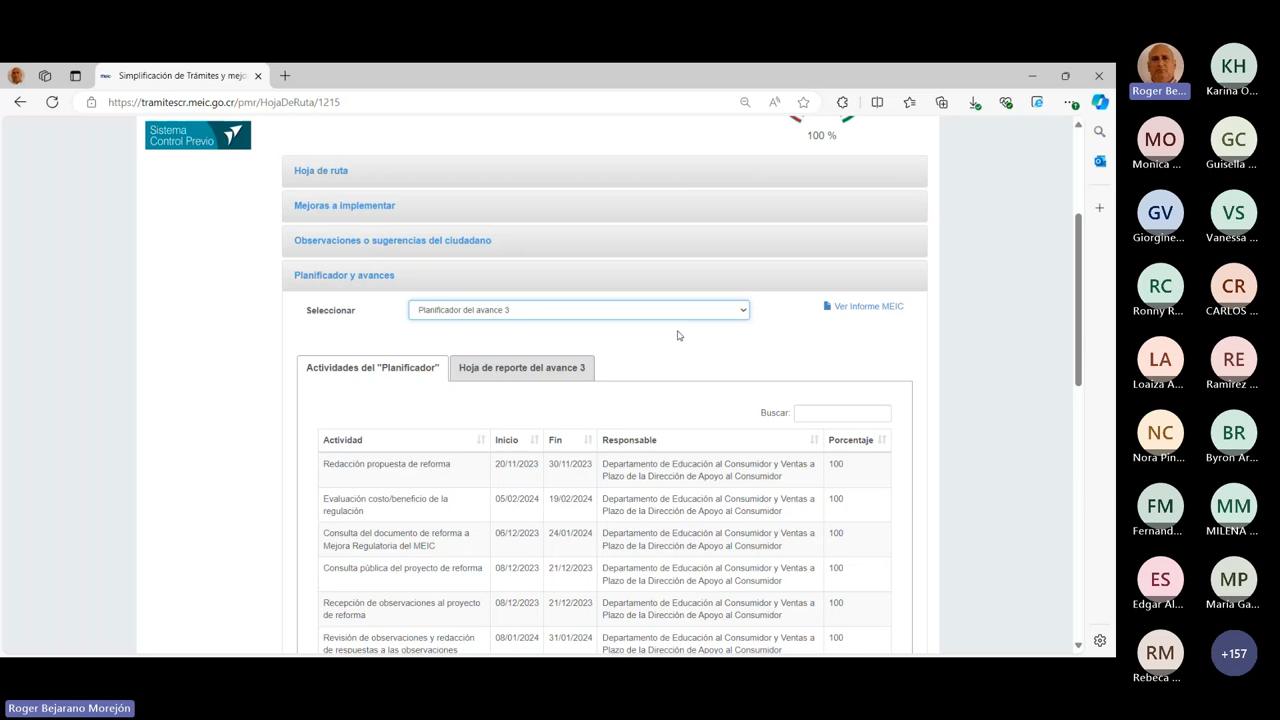 Simplificación de Trámites y mejo
https://tramitescr.meic.go.cr/pmr/HojaDeRuta/1215
Sistema
Control Previo
100 %
Hoja de ruta
Mejoras a implementar
Observaciones o sugerencias del ciudadano
Planificador y avances
Seleccionar
Planificador del avance 3
Ver Informe MEIC
Actividades del "Planificador"
Hoja de reporte del avance 3
Buscar:
Actividad Inicio Fin Responsable Porcentaje
Redacción propuesta de reforma 20/11/2023 30/11/2023 Departamento de Educación al Consumidor y Ventas a 100
Plazo de la Dirección de Apoyo al Consumidor
Evaluación costo/beneficio de la 05/02/2024 19/02/2024 Departamento de Educación al Consumidor y Ventas a 100
regulación Plazo de la Dirección de Apoyo al Consumidor
Consulta del documento de reforma a 06/12/2023 24/01/2024 Departamento de Educación al Consumidor y Ventas a 100
Mejora Regulatoria del MEIC Plazo de la Dirección de Apoyo al Consumidor
Consulta pública del proyecto de reforma 08/12/2023 21/12/2023 Departamento de Educación al Consumidor y Ventas a 100
Plazo de la Dirección de Apoyo al Consumidor
Recepción de observaciones al proyecto 08/12/2023 21/12/2023 Departamento de Educación al Consumidor y Ventas a 100
de reforma Plazo de la Dirección de Apoyo al Consumidor
Revisión de observaciones y redacción 08/01/2024 31/01/2024 Departamento de Educación al Consumidor y Ventas a 100
de respuestas a las observaciones Plazo de la Dirección de Apoyo al Consumidor
Roger Be...
KH
Karina O...
MO
Monica ...
GC
Guisella ...
GV
Giorgine...
VS
Vanessa ...
RC
Ronny R...
CR
CARLOS ...
LA
Loaiza A...
RE
Ramirez ...
NC
Nora Pin...
BR
Byron Ar...
FM
Fernand...
MM
MILENA ...
ES
Edgar Al...
MP
María Ga...
RM
Rebeca ...
+157
Roger Bejarano Morejón